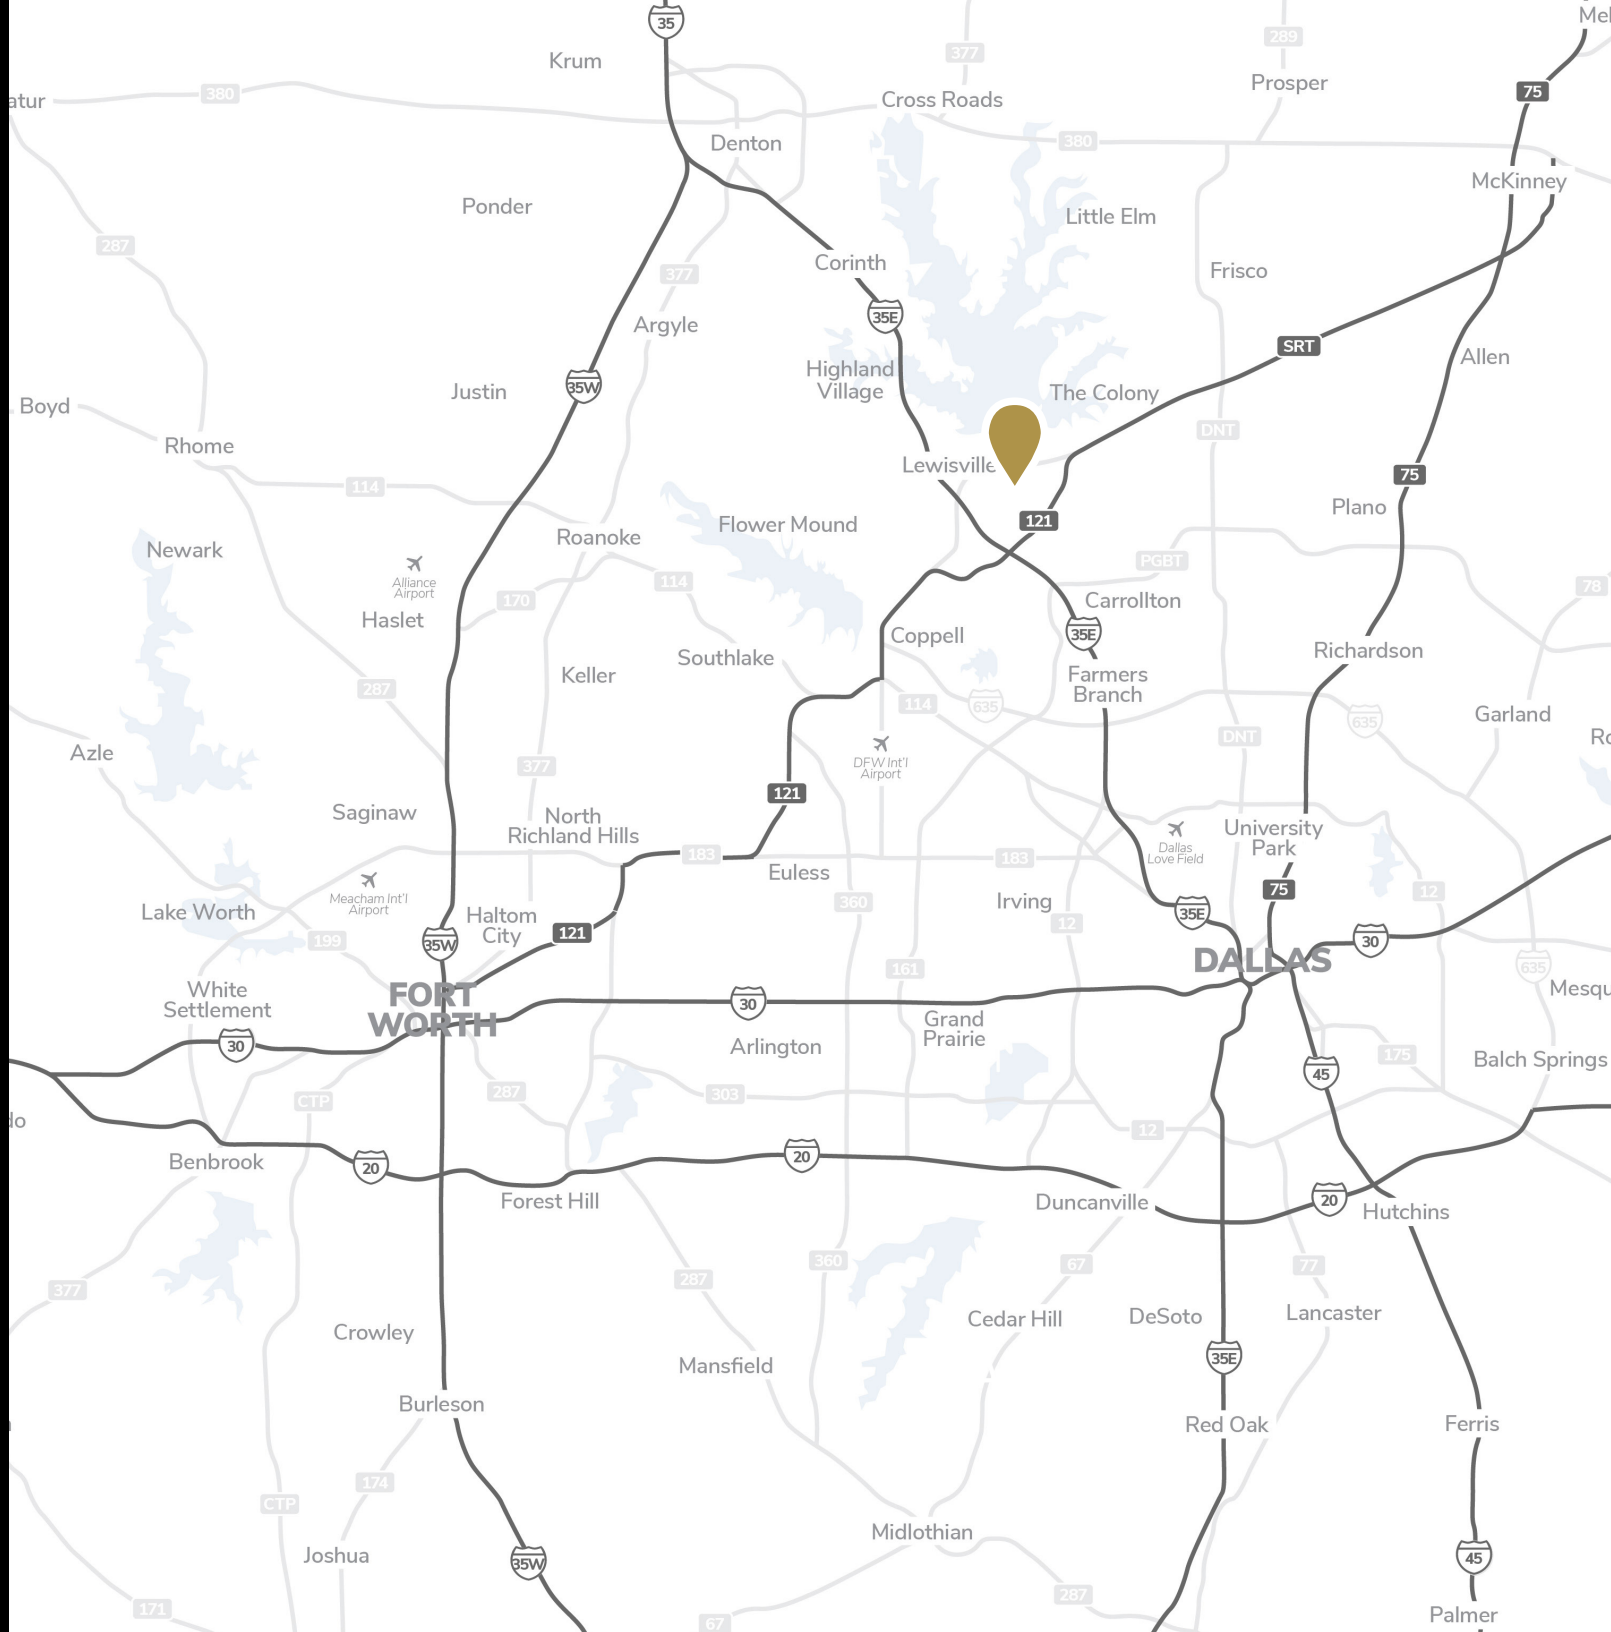 35
Krum
377
289
Mel
Prosper
75
380
atur
Cross Roads
Denton
380
McKinney
Ponder
Little Elm
287
Corinth
377
Frisco
35E
Argyle
SRT
Allen
Highland
Village
35W
Justin
The Colony
Boyd
DNT
Rhome
Lewisville
75
114
Plano
121
Flower Mound
Roanoke
Newark
PGBT
Alliance
Airport
114
78
170
Carrollton
Haslet
35E
Coppell
Richardson
Southlake
Keller
Farmers
Branch
287
114
635
635
Garland
DNT
Ro
Azle
DFW Int'l
Airport
377
121
Saginaw
North
Richland Hills
University
Park
Dallas
Love Field
183
183
Euless
75
12
Meacham Int'l
Airport
360
Irving
Lake Worth
Haltom
City
35E
12
121
199
35W
30
DALLAS
161
635
White
Settlement
FORT
WORTH
30
Mesqu
Grand
Prairie
30
Arlington
175
Balch Springs
45
287
303
CTP
do
12
Benbrook
20
20
Forest Hill
Duncanville
20
Hutchins
360
67
77
287
377
Cedar Hill
DeSoto
Lancaster
Crowley
35E
Mansfield
Burleson
Red Oak
Ferris
174
CTP
Midlothian
Joshua
35W
45
287
171
67
Palmer